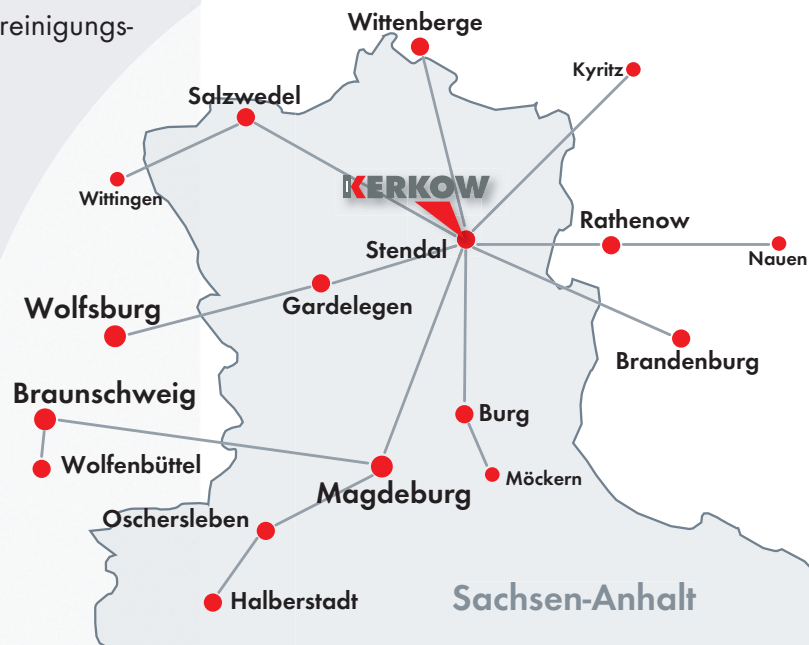 reinigungs-
Wittenberge
Kyritz
Salzwedel
Wittingen
KERKOW
Rathenow
Stendal
Nauen
Gardelegen
Wolfsburg
Brandenburg
Braunschweig
Burg
Wolfenbüttel
Möckern
Magdeburg
Oschersleben
Halberstadt
Sachsen-Anhalt